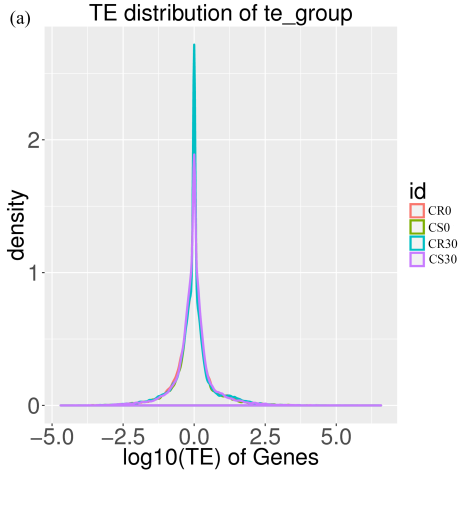 (a)
TE distribution of te_group
density
2
1
0
−5.0 −2.5 0.0 2.5 5.0
log10(TE) of Genes
id
CR0
CS0
CR30
CS30